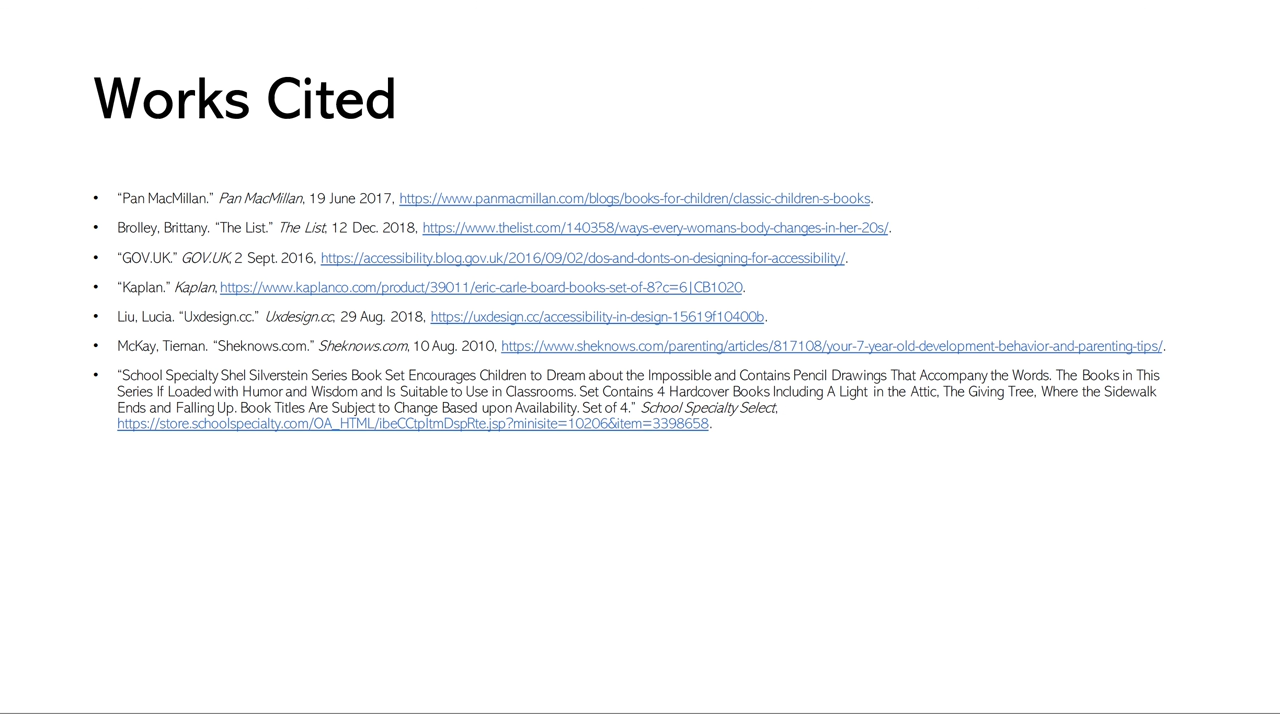 Works Cited
• “Pan MacMillan.” Pan MacMillan, 19 June 2017, https://www.panmacmillan.com/blogs/books-for-children/classic-children-s-books.
• Brolley, Brittany. “The List.” The List, 12 Dec. 2018, https://www.thelist.com/140358/ways-every-womans-body-changes-in-her-20s/.
• “GOV.UK.” GOV.UK, 2 Sept. 2016, https://accessibility.blog.gov.uk/2016/09/02/dos-and-donts-on-designing-for-accessibility/.
• “Kaplan.” Kaplan, https://www.kaplanco.com/product/39011/eric-carle-board-books-set-of-8?c=6|CB1020.
• Liu, Lucia. “Uxdesign.cc.” Uxdesign.cc, 29 Aug. 2018, https://uxdesign.cc/accessibility-in-design-15619f10400b.
• McKay, Tiernan. “Sheknows.com.” Sheknows.com, 10 Aug. 2010, https://www.sheknows.com/parenting/articles/817108/your-7-year-old-development-behavior-and-parenting-tips/.
• “School Specialty Shel Silverstein Series Book Set Encourages Children to Dream about the Impossible and Contains Pencil Drawings That Accompany the Words. The Books in This
Series If Loaded with Humor and Wisdom and Is Suitable to Use in Classrooms. Set Contains 4 Hardcover Books Including A Light in the Attic, The Giving Tree, Where the Sidewalk
Ends and Falling Up. Book Titles Are Subject to Change Based upon Availability. Set of 4.” School Specialty Select,
https://store.schoolspecialty.com/OA_HTML/ibeCCtpItmDspRte.jsp?minisite=10206&item=3398658.